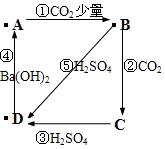 ①CO₂少量
A
B
④
⑤H₂SO₄
②CO₂
Ba(OH)₂
D
C
③H₂SO₄